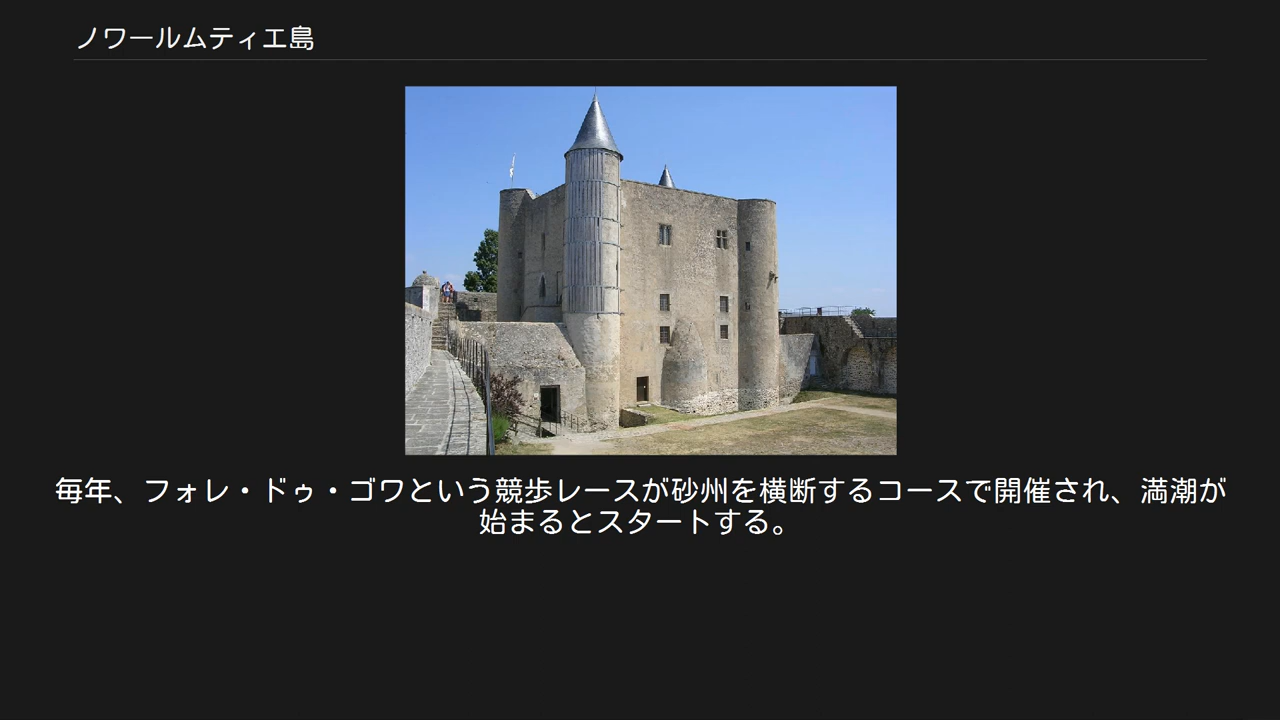 ノワールムティエ島
毎年、フォレ・ドゥ・ゴワという競歩レースが砂州を横断するコースで開催され、満潮が
始まるとスタートする。